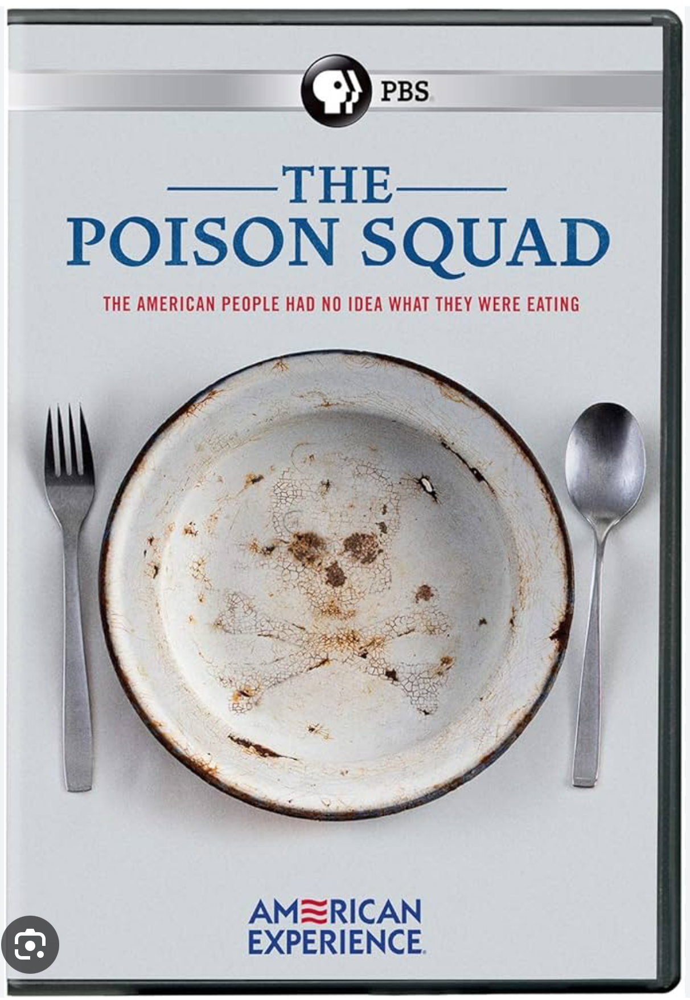 PBS
THE
POISON SQUAD
THE AMERICAN PEOPLE HAD NO IDEA WHAT THEY WERE EATING
AMERICAN
EXPERIENCE®